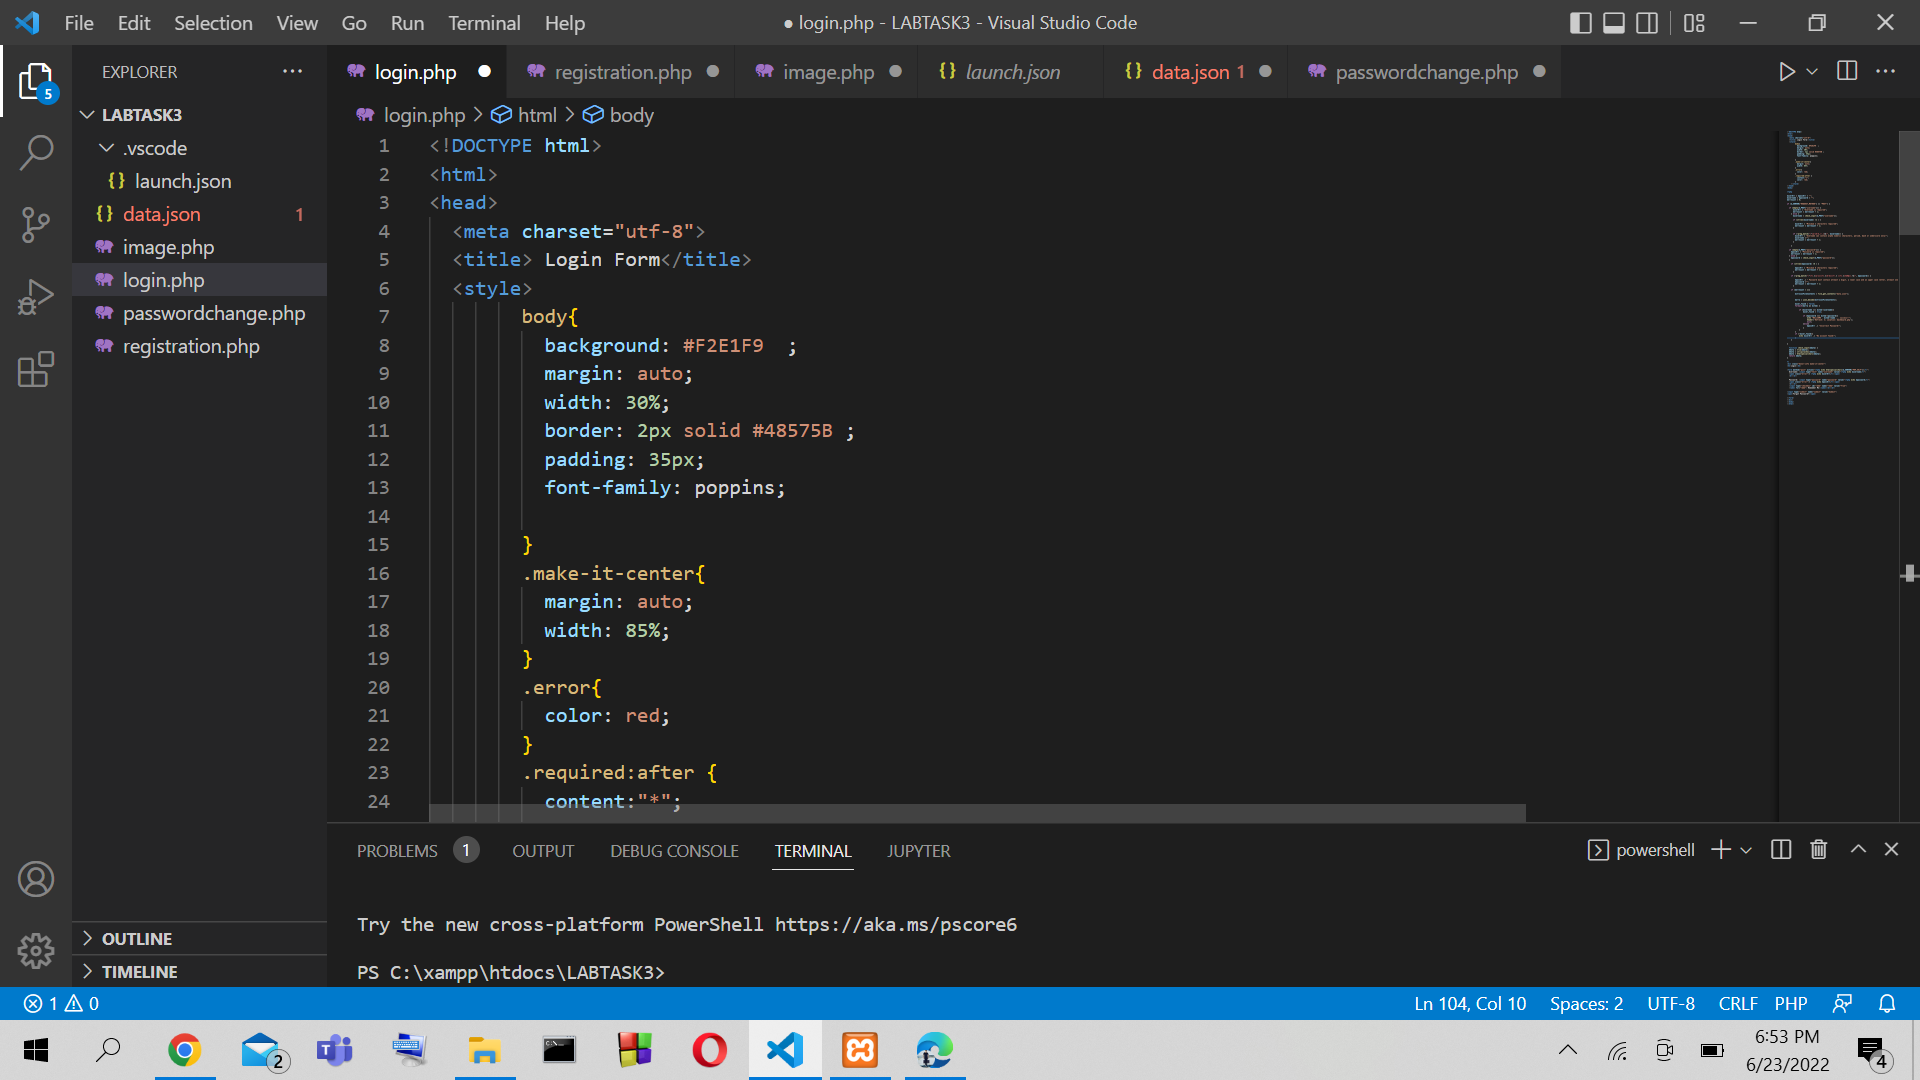 File Edit Selection View Go Run Terminal Help
● login.php - LABTASK3 - Visual Studio Code
EXPLORER
login.php
registration.php
image.php
launch.json
data.json 1
passwordchange.php
5
LABTASK3
.vscode
{} launch.json
{} data.json 1
image.php
login.php
passwordchange.php
registration.php
OUTLINE
TIMELINE
login.php > html > body
1 <!DOCTYPE html>
2 <html>
3 <head>
4 <meta charset="utf-8">
5 <title> Login Form</title>
6 <style>
7 body{
8 background: #F2E1F9 ;
9 margin: auto;
10 width: 30%;
11 border: 2px solid #48575B ;
12 padding: 35px;
13 font-family: poppins;
14
15 }
16 .make-it-center{
17 margin: auto;
18 width: 85%;
19 }
20 .error{
21 color: red;
22 }
23 .required:after {
24 content:"*";
PROBLEMS 1 OUTPUT DEBUG CONSOLE TERMINAL JUPYTER
powershell
Try the new cross-platform PowerShell https://aka.ms/pscore6
PS C:\xampp\htdocs\LABTASK3>
1 0
Ln 104, Col 10 Spaces: 2 UTF-8 CRLF PHP
2
6:53 PM
6/23/2022
4